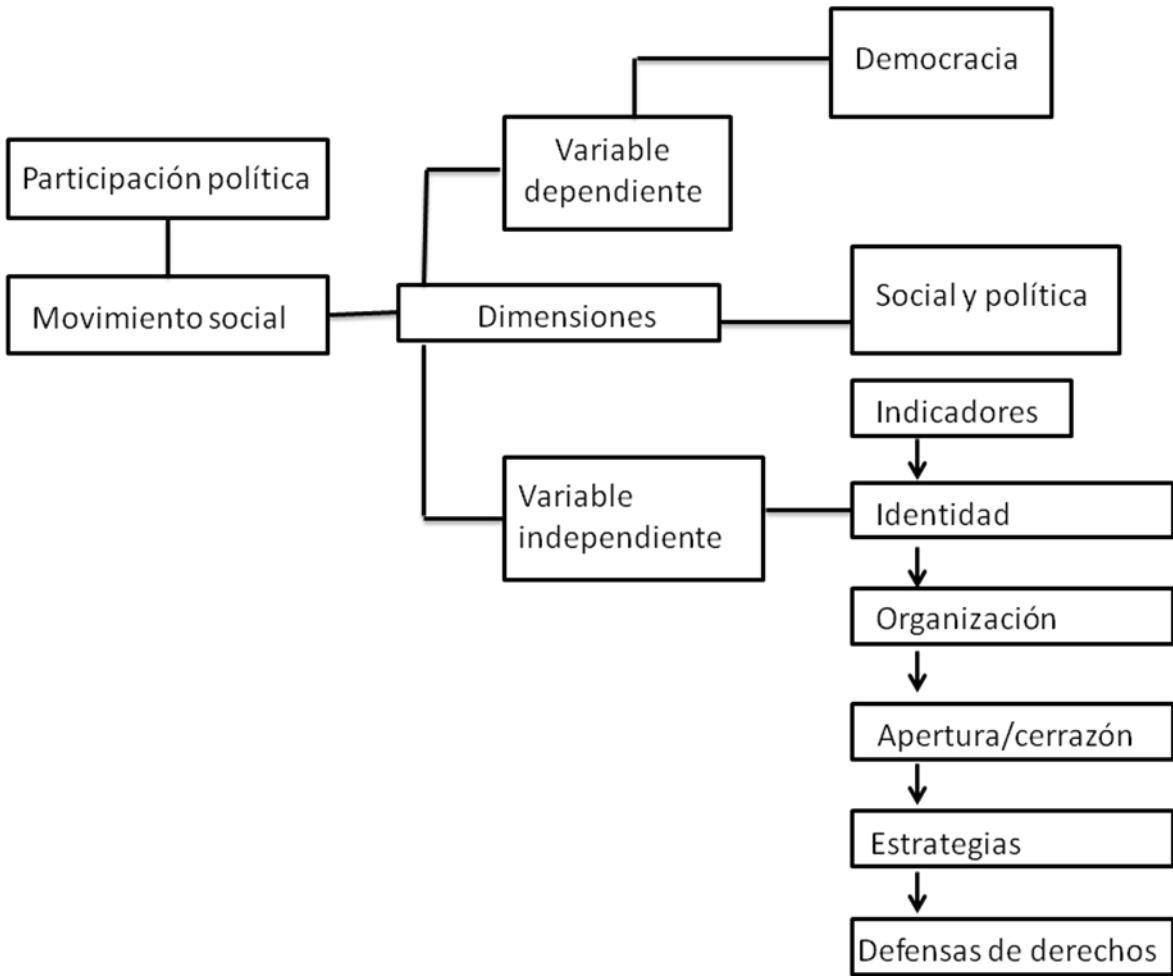 Democracia
Variable
dependiente
Participación política
Movimiento social
Dimensiones
Social y política
Indicadores
Variable
independiente
Identidad
Organización
Apertura/cerrazón
Estrategias
Defensas de derechos